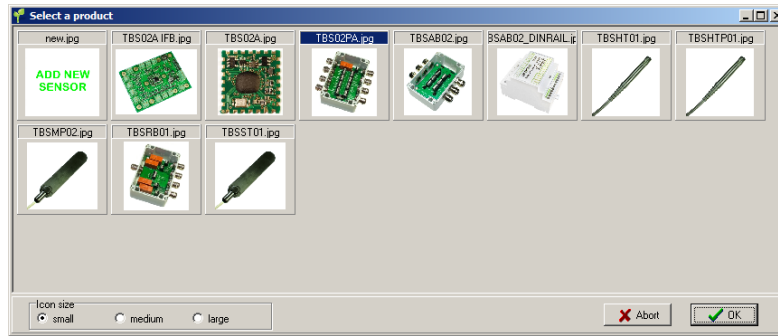 Select a product
new.jpg
TBS02A IFB.jpg
TBS02A.jpg
TBS02PA.jpg
TBSAB02.jpg
BSAB02_DINRAIL.jp
TBSHT01.jpg
TBSHTP01.jpg
ADD NEW
SENSOR
TBSMP02.jpg
TBSRB01.jpg
TBSST01.jpg
Icon size
small
medium
large
Abort
OK